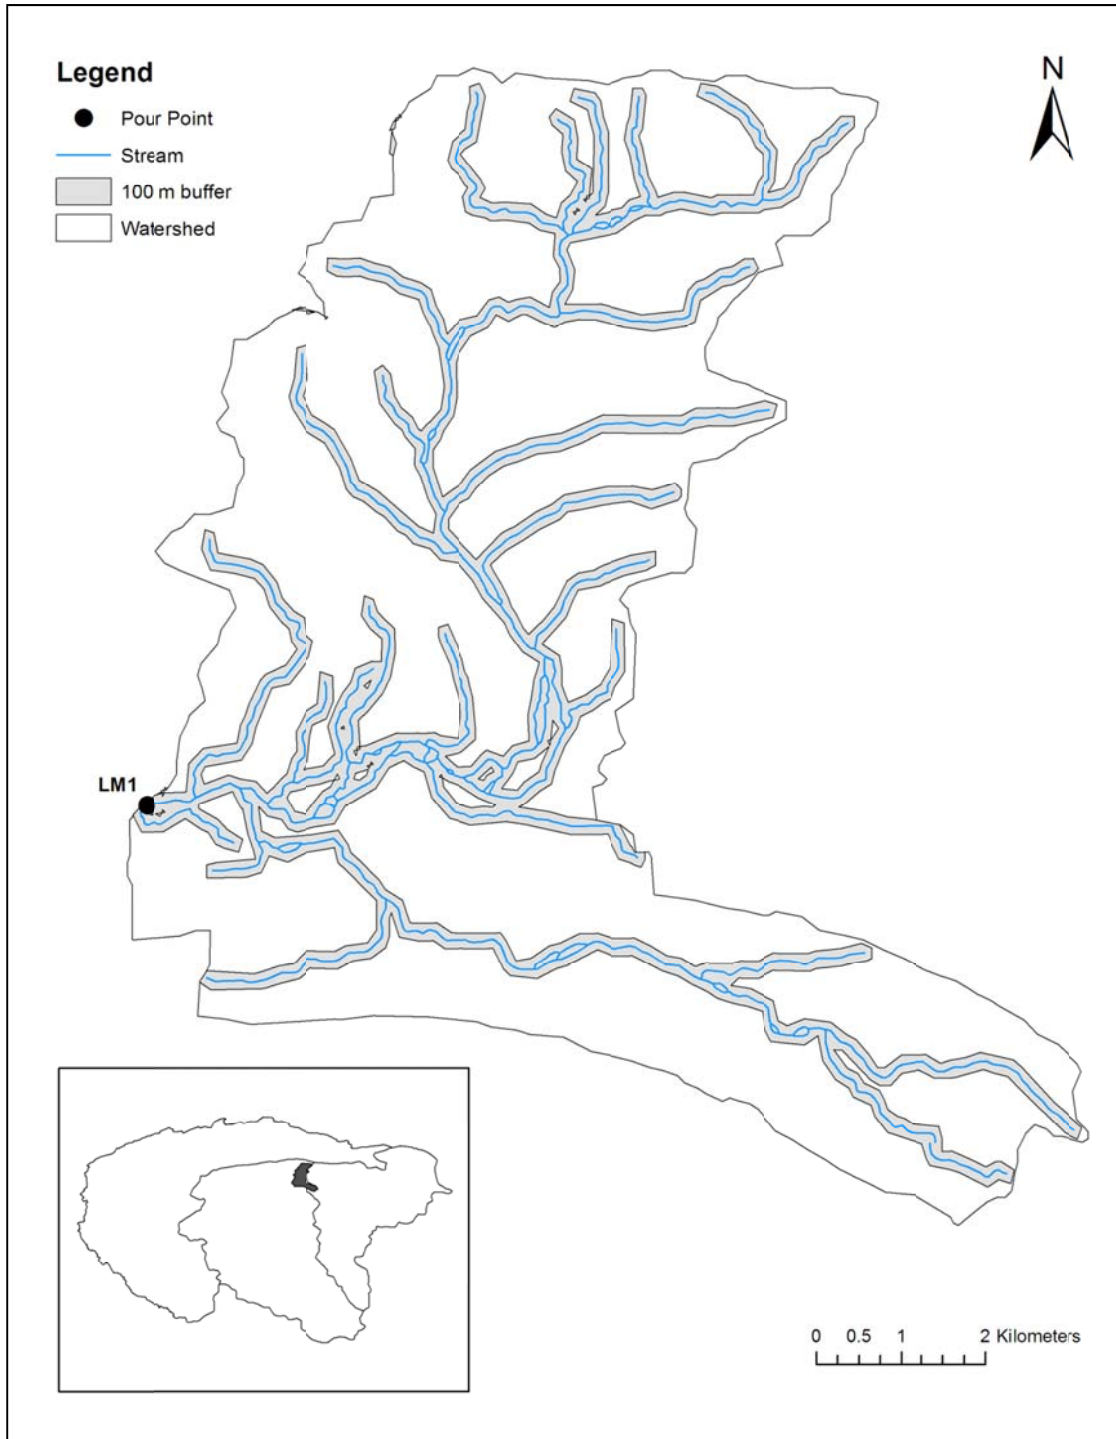 Legend
Pour Point
Stream
100 m buffer
Watershed
N
LM1
0 0.5 1 2 Kilometers